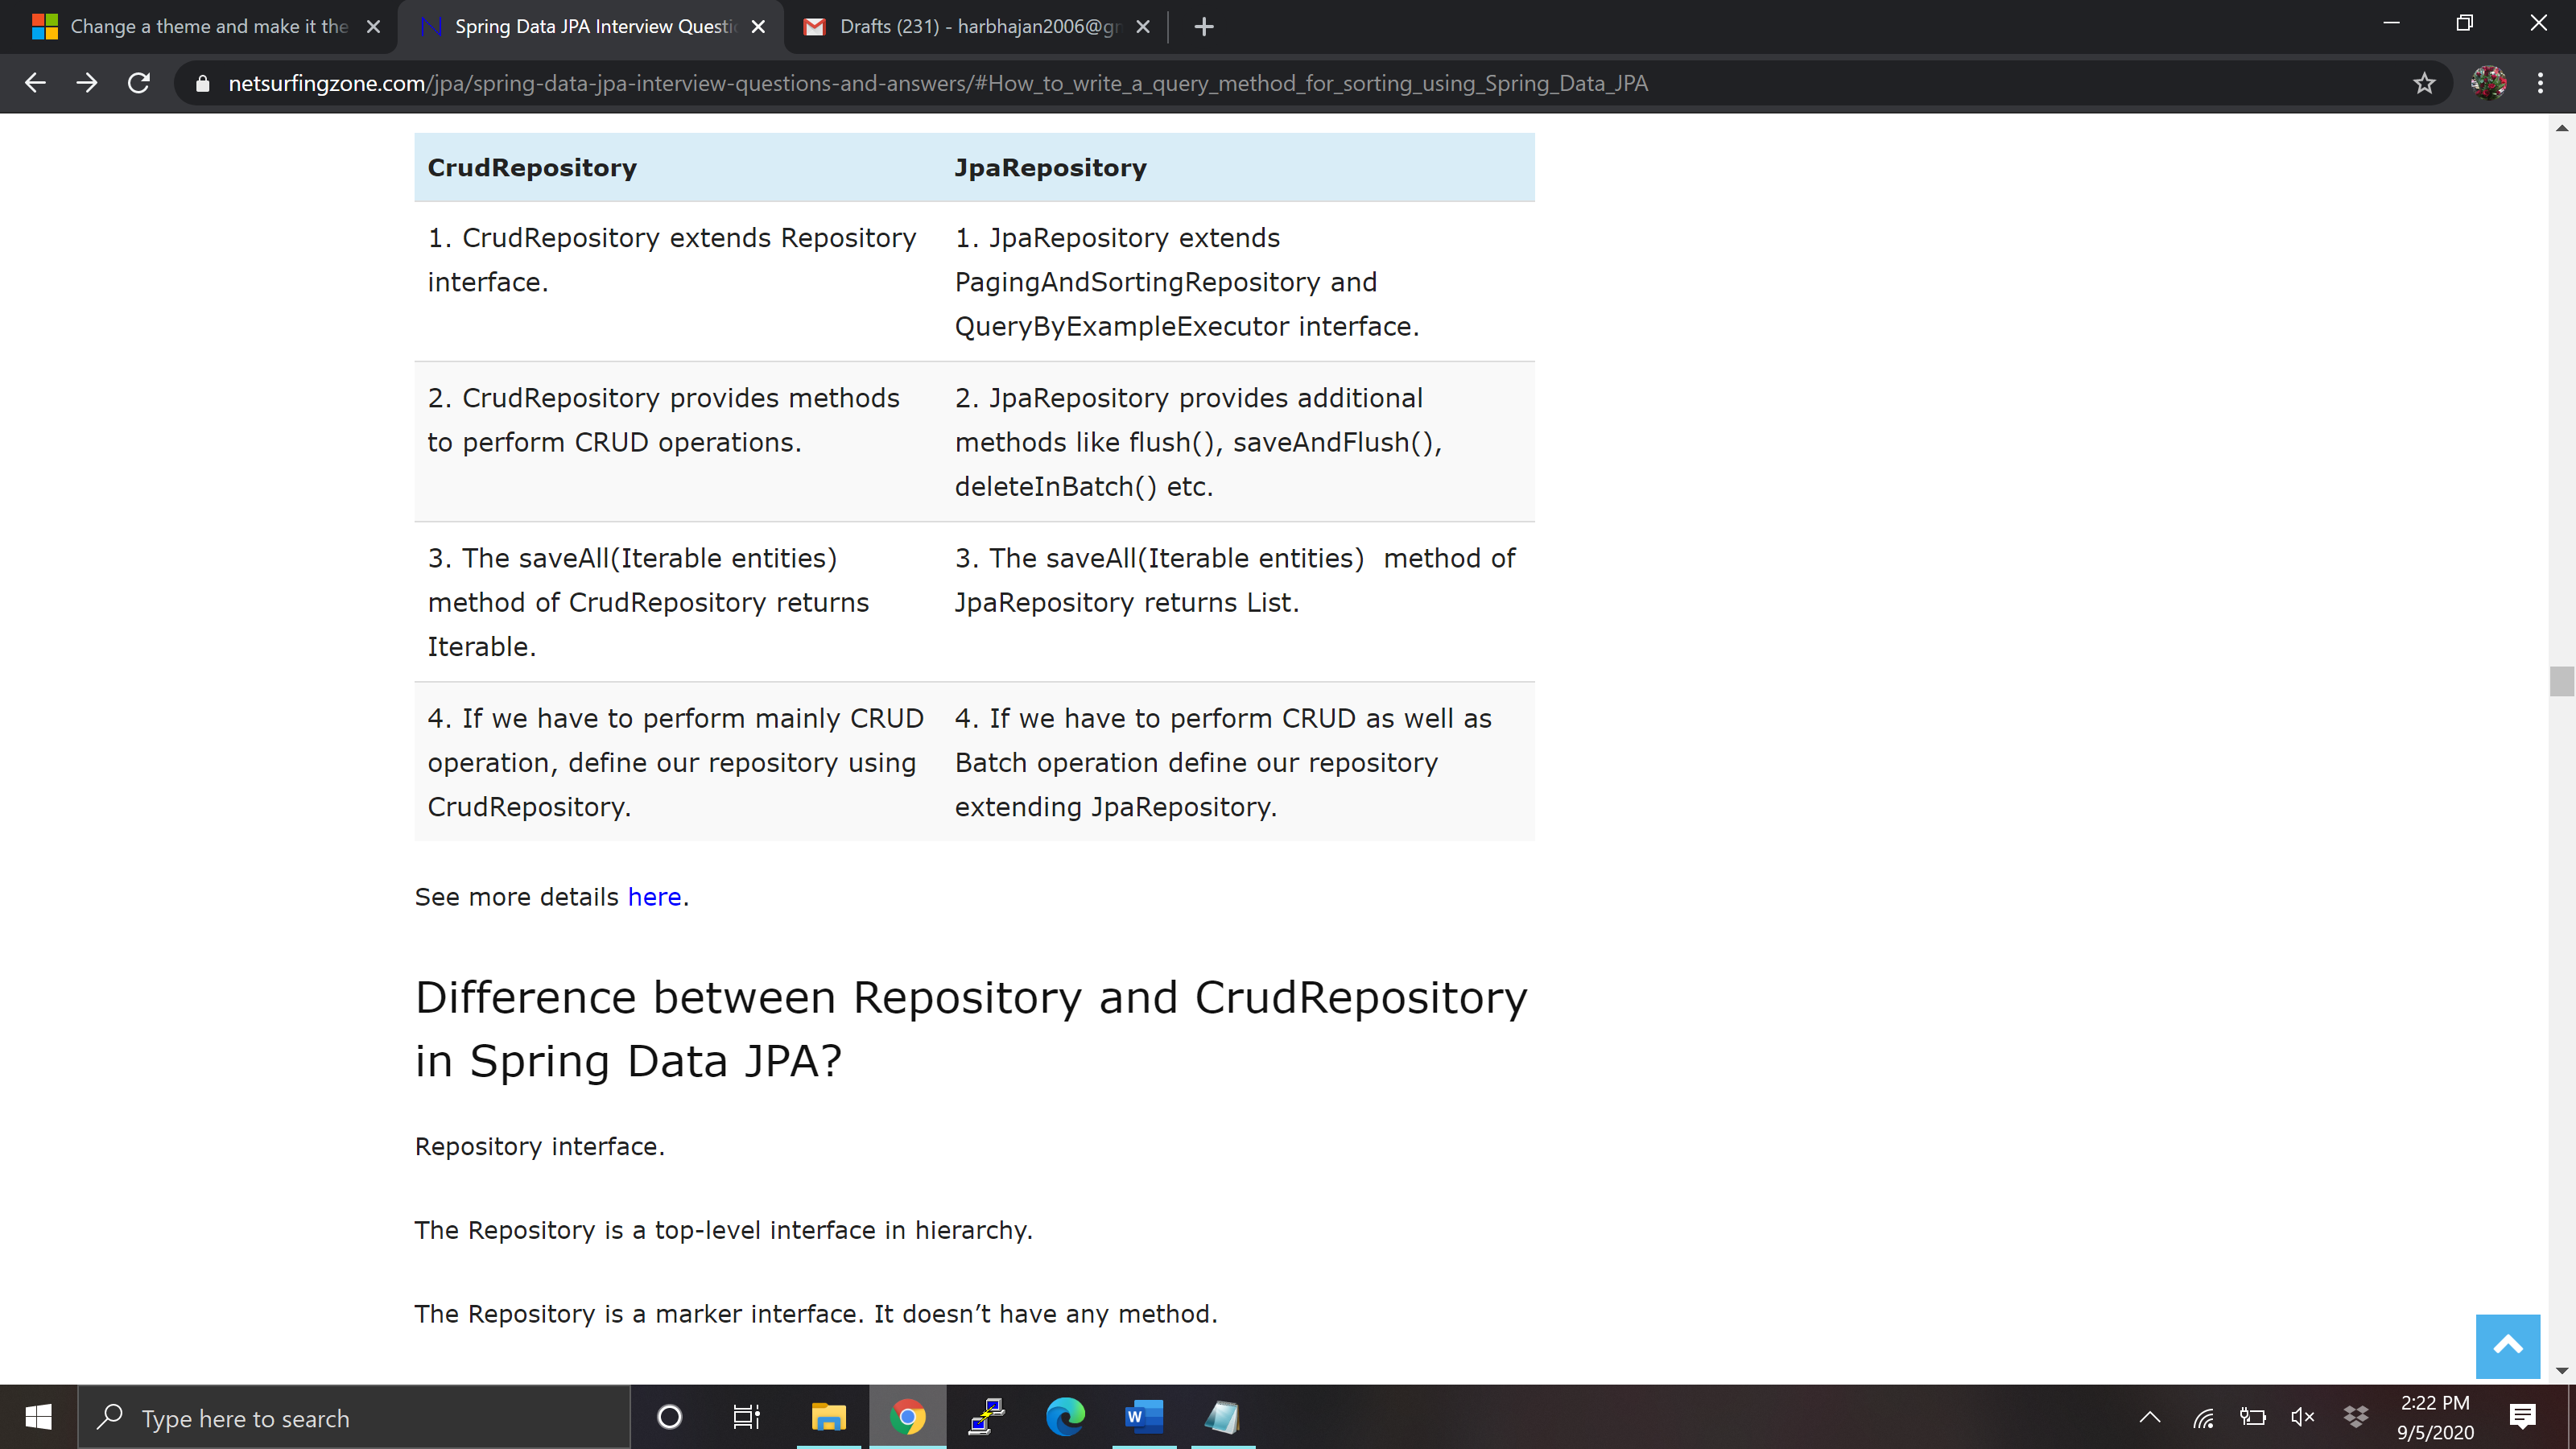 Change a theme and make it the
Spring Data JPA Interview Questi
Drafts (231) - harbhajan2006@gr
netsurfingzone.com/jpa/spring-data-jpa-interview-questions-and-answers/#How_to_write_a_query_method_for_sorting_using_Spring_Data_JPA
CrudRepository
JpaRepository
1. CrudRepository extends Repository
interface.
1. JpaRepository extends
PagingAndSortingRepository and
QueryByExampleExecutor interface.
2. CrudRepository provides methods
to perform CRUD operations.
2. JpaRepository provides additional
methods like flush(), saveAndFlush(),
deleteInBatch() etc.
3. The saveAll(Iterable entities)
method of CrudRepository returns
Iterable.
3. The saveAll(Iterable entities)  method of
JpaRepository returns List.
4. If we have to perform mainly CRUD
operation, define our repository using
CrudRepository.
4. If we have to perform CRUD as well as
Batch operation define our repository
extending JpaRepository.
See more details here.
Difference between Repository and CrudRepository
in Spring Data JPA?
Repository interface.
The Repository is a top-level interface in hierarchy.
The Repository is a marker interface. It doesn’t have any method.
Type here to search
W
2:22 PM
9/5/2020